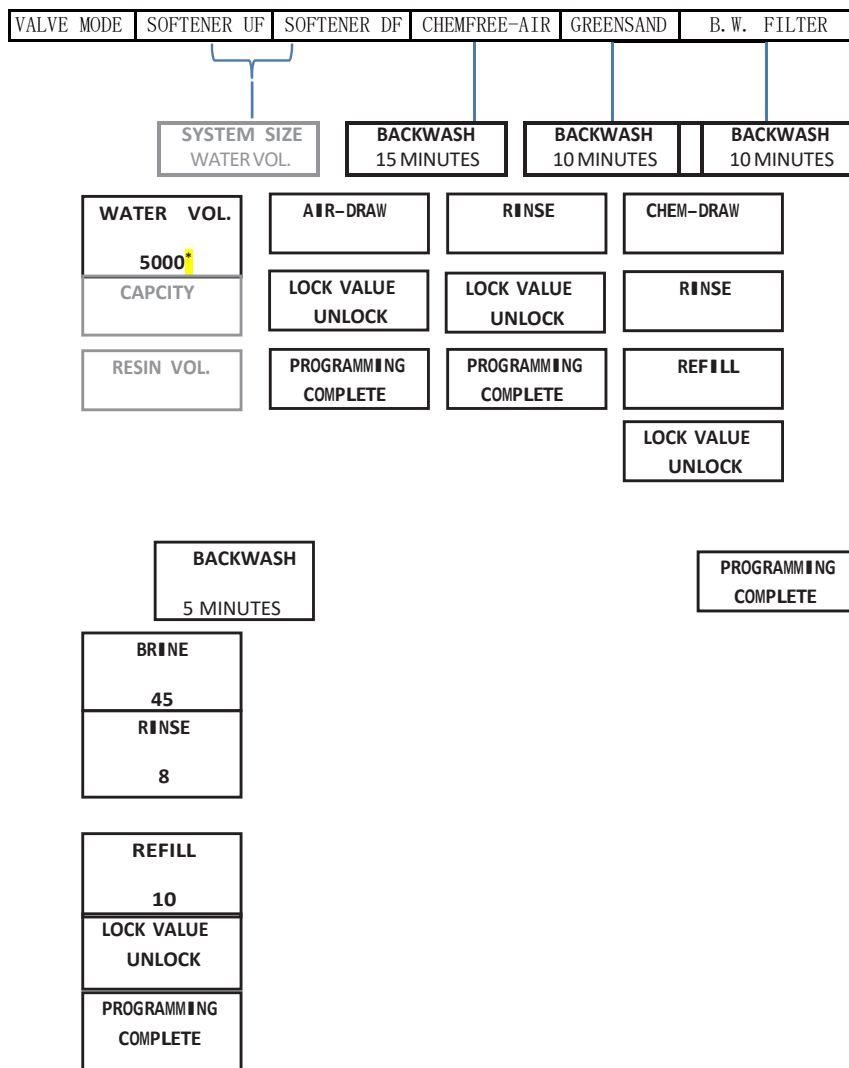 VALVE MODE SOFTENER UF SOFTENER DF CHEMFREE-AIR GREENSAND B.W. FILTER
SYSTEM SIZE BACKWASH BACKWASH BACKWASH
WATER VOL. 15 MINUTES 10 MINUTES 10 MINUTES
WATER VOL. AIR-DRAW RINSE CHEM-DRAW
5000*
CAPCITY LOCK VALUE LOCK VALUE RINSE
UNLOCK UNLOCK
RESIN VOL. PROGRAMMING PROGRAMMING REFILL
COMPLETE COMPLETE
LOCK VALUE
UNLOCK
BACKWASH PROGRAMMING
5 MINUTES COMPLETE
BRINE
45
RINSE
8
REFILL
10
LOCK VALUE
UNLOCK
PROGRAMMING
COMPLETE